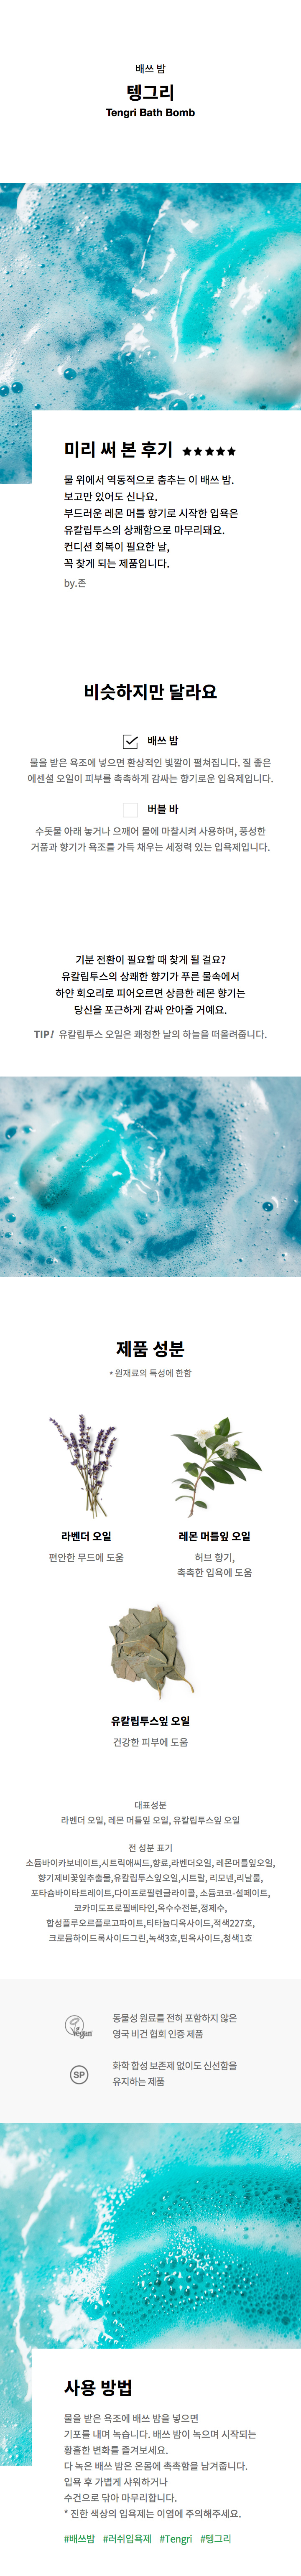 배쓰 밤
텡그리
Tengri Bath Bomb
미리 써 본 후기 ★★★★★
물 위에서 역동적으로 춤추는 이 배쓰 밤.
보고만 있어도 신나요.
부드러운 레몬 머틀 향기로 시작한 입욕은
유칼립투스의 상쾌함으로 마무리돼요.
컨디션 회복이 필요한 날,
꼭 찾게 되는 제품입니다.
by.존
비슷하지만 달라요
배쓰 밤
물을 받은 욕조에 넣으면 환상적인 빛깔이 펼쳐집니다. 질 좋은
에센셜 오일이 피부를 촉촉하게 감싸는 향기로운 입욕제입니다.
버블 바
수돗물 아래 놓거나 으깨어 물에 마찰시켜 사용하며, 풍성한
거품과 향기가 욕조를 가득 채우는 세정력 있는 입욕제입니다.
기분 전환이 필요할 때 찾게 될 걸요?
유칼립투스의 상쾌한 향기가 푸른 물속에서
하얀 회오리로 피어오르면 상큼한 레몬 향기는
당신을 포근하게 감싸 안아줄 거예요.
TIP! 유칼립투스 오일은 쾌청한 날의 하늘을 떠올려줍니다.
제품 성분
* 원재료의 특성에 한함
라벤더 오일
편안한 무드에 도움
레몬 머틀잎 오일
허브 향기,
촉촉한 입욕에 도움
유칼립투스잎 오일
건강한 피부에 도움
대표성분
라벤더 오일, 레몬 머틀잎 오일, 유칼립투스잎 오일
전 성분 표기
소듐바이카보네이트,시트릭애씨드,향료,라벤더오일, 레몬머틀잎오일,
향기제비꽃잎추출물,유칼립투스잎오일,시트랄, 리모넨,리날룰,
포타슘바이타트레이트,다이프로필렌글라이콜, 소듐코코-설페이트,
코카미도프로필베타인,옥수수전분,정제수,
합성플루오르플로고파이트,티타늄디옥사이드,적색227호,
크로뮴하이드록사이드그린,녹색3호,틴옥사이드,청색1호
vegan
동물성 원료를 전혀 포함하지 않은
영국 비건 협회 인증 제품
SP
화학 합성 보존제 없이도 신선함을
유지하는 제품
사용 방법
물을 받은 욕조에 배쓰 밤을 넣으면
기포를 내며 녹습니다. 배쓰 밤이 녹으며 시작되는
황홀한 변화를 즐겨보세요.
다 녹은 배쓰 밤은 온몸에 촉촉함을 남겨줍니다.
입욕 후 가볍게 샤워하거나
수건으로 닦아 마무리합니다.
* 진한 색상의 입욕제는 이염에 주의해주세요.
#배쓰밤 #러쉬입욕제 #Tengri #텡그리